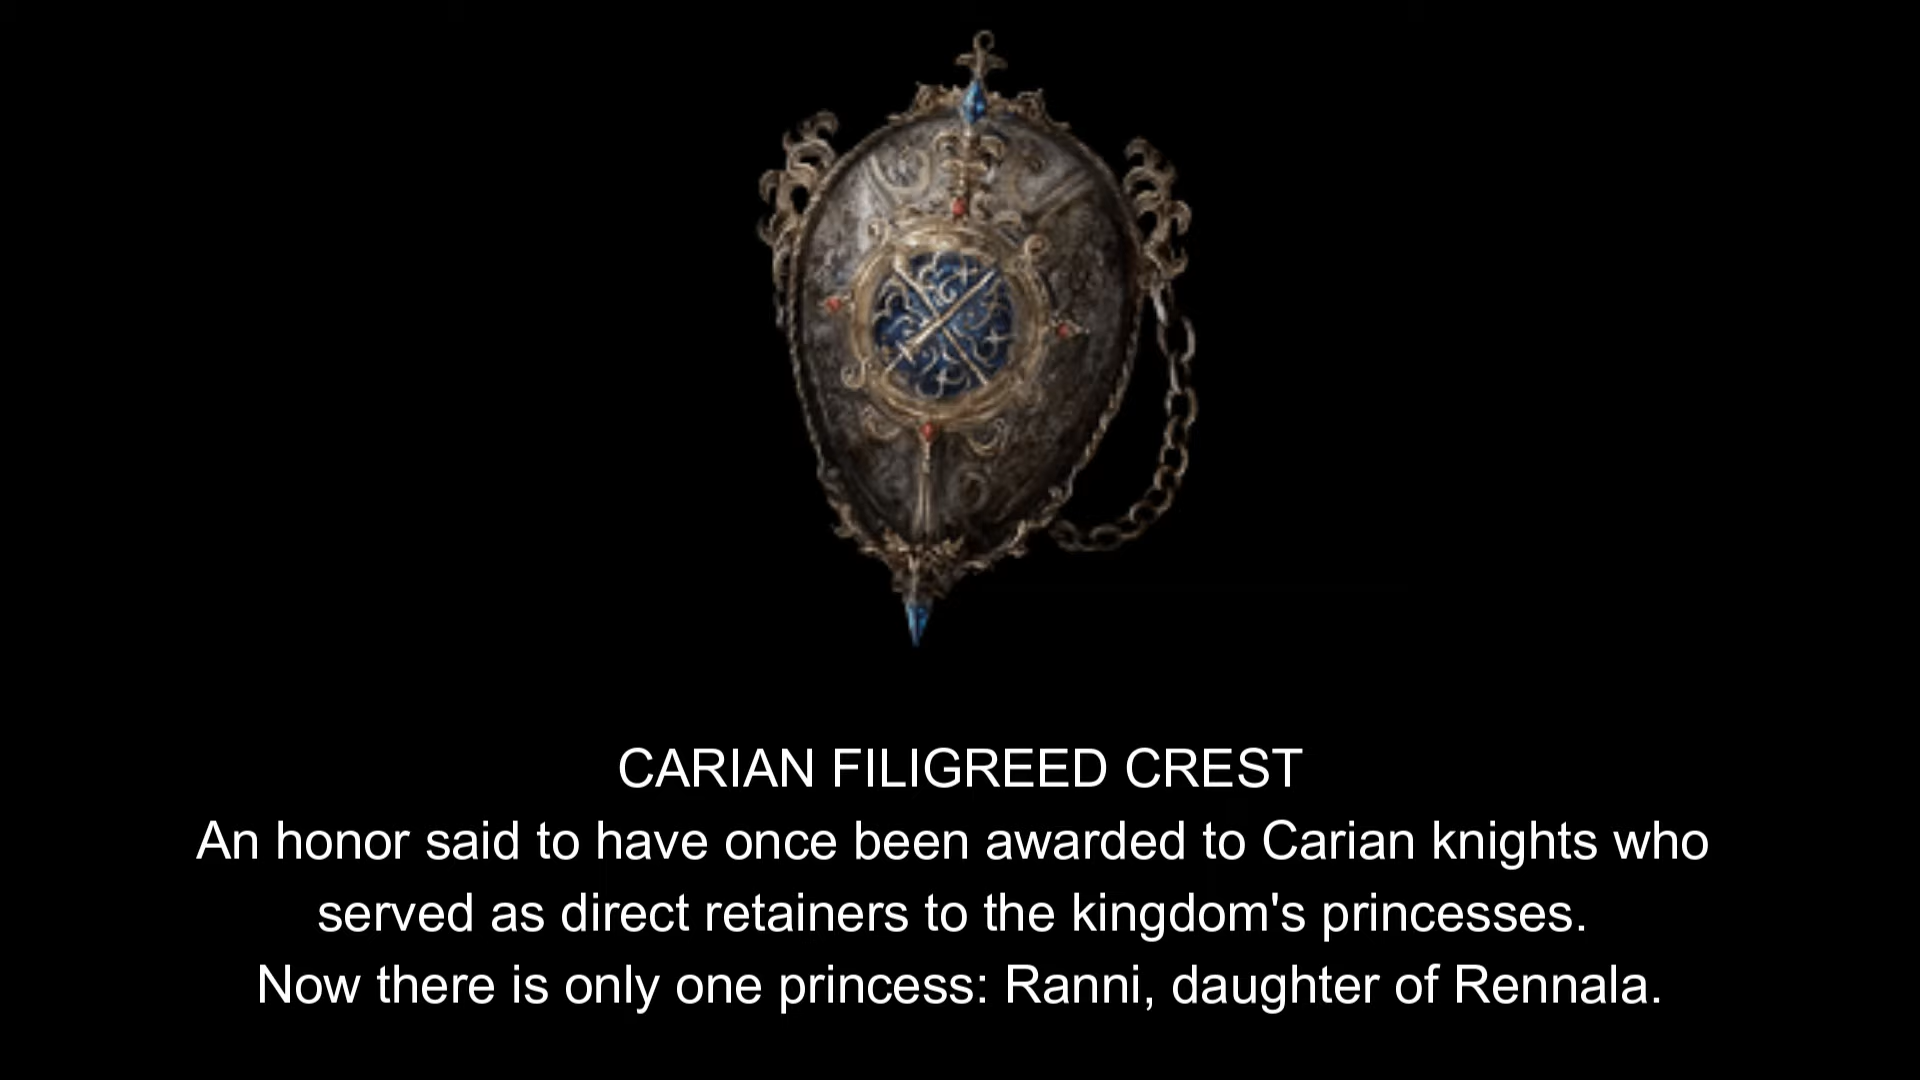 CARIAN FILIGREED CREST
An honor said to have once been awarded to Carian knights who
served as direct retainers to the kingdom's princesses.
Now there is only one princess: Ranni, daughter of Rennala.